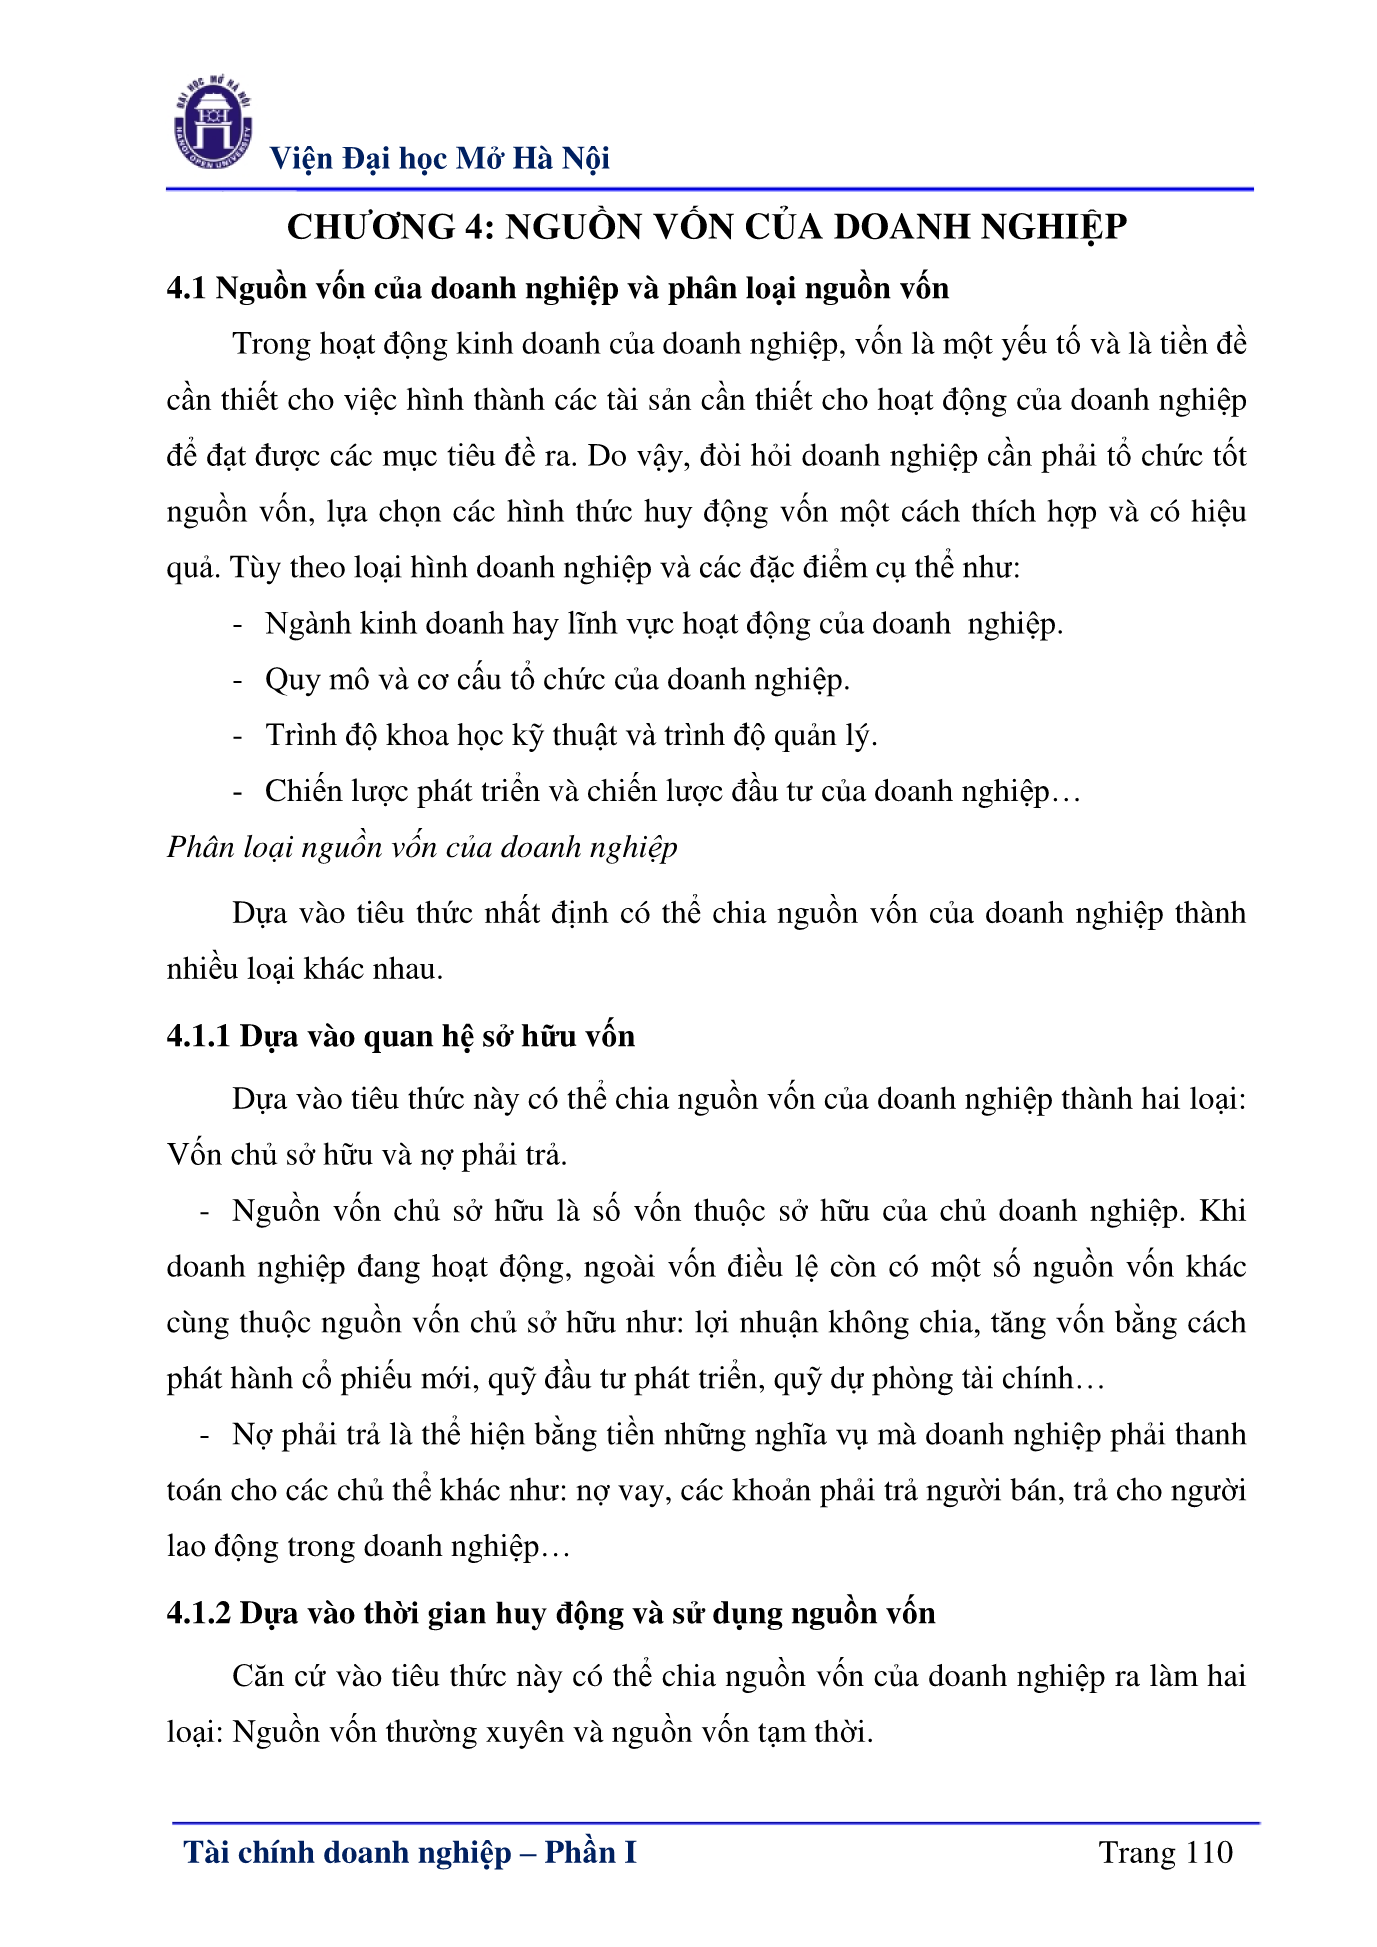 ĐẠI HỌC MỞ HÀ NỘI
HANOI OPEN UNIVERSITY
Viện Đại học Mở Hà Nội
CHƯƠNG 4: NGUỒN VỐN CỦA DOANH NGHIỆP
4.1 Nguồn vốn của doanh nghiệp và phân loại nguồn vốn
Trong hoạt động kinh doanh của doanh nghiệp, vốn là một yếu tố và là tiền đề
cần thiết cho việc hình thành các tài sản cần thiết cho hoạt động của doanh nghiệp
để đạt được các mục tiêu đề ra. Do vậy, đòi hỏi doanh nghiệp cần phải tổ chức tốt
nguồn vốn, lựa chọn các hình thức huy động vốn một cách thích hợp và có hiệu
quả. Tùy theo loại hình doanh nghiệp và các đặc điểm cụ thể như:
- Ngành kinh doanh hay lĩnh vực hoạt động của doanh nghiệp.
- Quy mô và cơ cấu tổ chức của doanh nghiệp.
- Trình độ khoa học kỹ thuật và trình độ quản lý.
- Chiến lược phát triển và chiến lược đầu tư của doanh nghiệp…
Phân loại nguồn vốn của doanh nghiệp
Dựa vào tiêu thức nhất định có thể chia nguồn vốn của doanh nghiệp thành
nhiều loại khác nhau.
4.1.1 Dựa vào quan hệ sở hữu vốn
Dựa vào tiêu thức này có thể chia nguồn vốn của doanh nghiệp thành hai loại:
Vốn chủ sở hữu và nợ phải trả.
- Nguồn vốn chủ sở hữu là số vốn thuộc sở hữu của chủ doanh nghiệp. Khi
doanh nghiệp đang hoạt động, ngoài vốn điều lệ còn có một số nguồn vốn khác
cùng thuộc nguồn vốn chủ sở hữu như: lợi nhuận không chia, tăng vốn bằng cách
phát hành cổ phiếu mới, quỹ đầu tư phát triển, quỹ dự phòng tài chính…
- Nợ phải trả là thể hiện bằng tiền những nghĩa vụ mà doanh nghiệp phải thanh
toán cho các chủ thể khác như: nợ vay, các khoản phải trả người bán, trả cho người
lao động trong doanh nghiệp…
4.1.2 Dựa vào thời gian huy động và sử dụng nguồn vốn
Căn cứ vào tiêu thức này có thể chia nguồn vốn của doanh nghiệp ra làm hai
loại: Nguồn vốn thường xuyên và nguồn vốn tạm thời.
Tài chính doanh nghiệp – Phần I
Trang 110